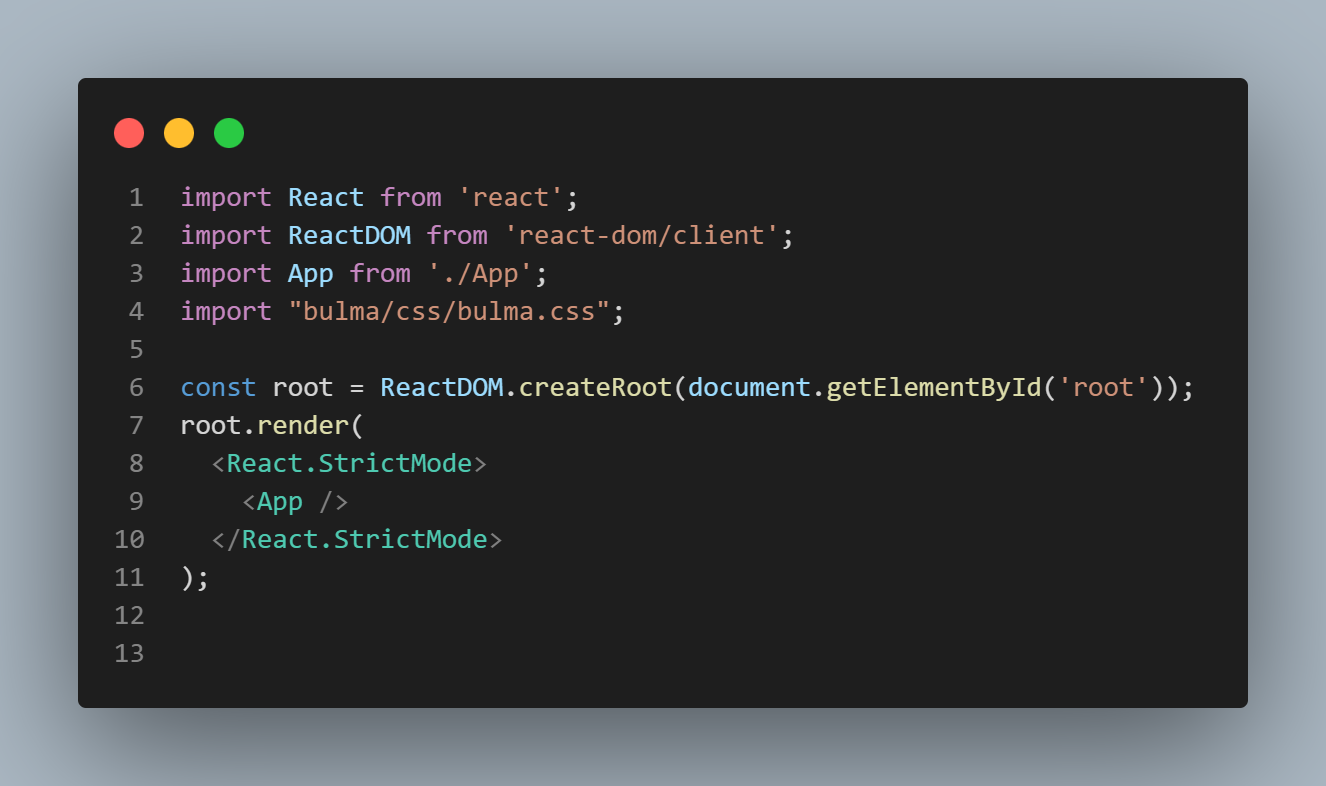 1 import React from 'react';
2 import ReactDOM from 'react-dom/client';
3 import App from './App';
4 import "bulma/css/bulma.css";
5
6 const root = ReactDOM.createRoot(document.getElementById('root'));
7 root.render(
8   <React.StrictMode>
9     <App />
10   </React.StrictMode>
11 );
12
13